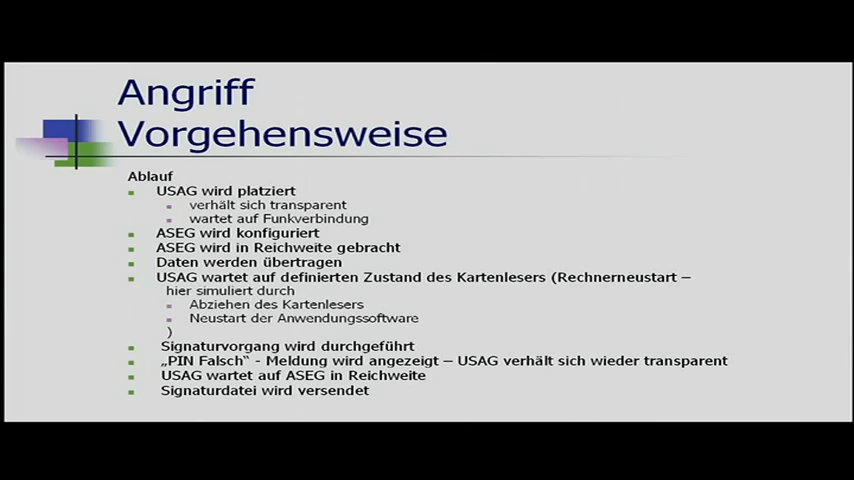 Angriff
Vorgehensweise
Ablauf
USAG wird platziert
verhält sich transparent
wartet auf Funkverbindung
ASEG wird konfiguriert
ASEG wird in Reichweite gebracht
Daten werden übertragen
USAG wartet auf definierten Zustand des Kartenlesers (Rechnerneustart –
hier simuliert durch
Abziehen des Kartenlesers
Neustart der Anwendungssoftware
)
Signaturvorgang wird durchgeführt
„PIN Falsch“ - Meldung wird angezeigt – USAG verhält sich wieder transparent
USAG wartet auf ASEG in Reichweite
Signaturdatei wird versendet